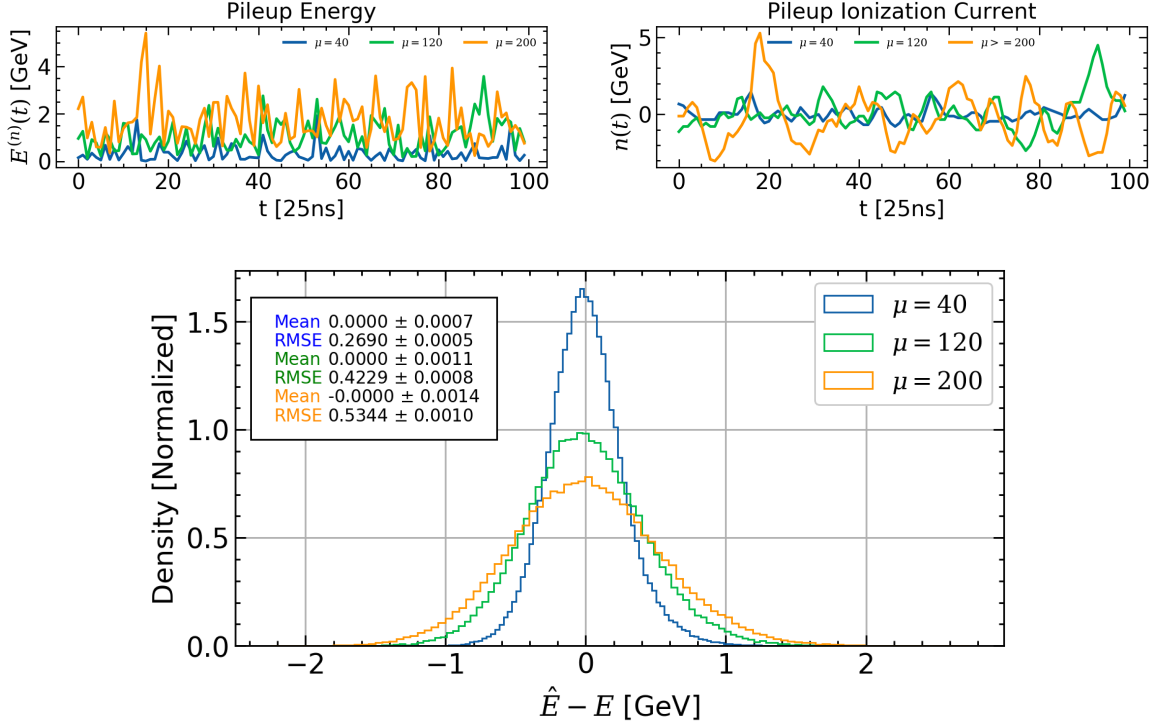 Pileup Energy
E^(n)(t) [GeV]
μ = 40
μ = 120
μ = 200
4
2
0
0 20 40 60 80 100
t [25ns]
Pileup Ionization Current
n(t) [GeV]
μ = 40
μ = 120
μ >= 200
5
0
0 20 40 60 80 100
t [25ns]
Density [Normalized]
1.5
1.0
0.5
0.0
Mean 0.0000 ± 0.0007
RMSE 0.2690 ± 0.0005
Mean 0.0000 ± 0.0011
RMSE 0.4229 ± 0.0008
Mean -0.0000 ± 0.0014
RMSE 0.5344 ± 0.0010
μ = 40
μ = 120
μ = 200
−2 −1 0 1 2
Ê − E [GeV]